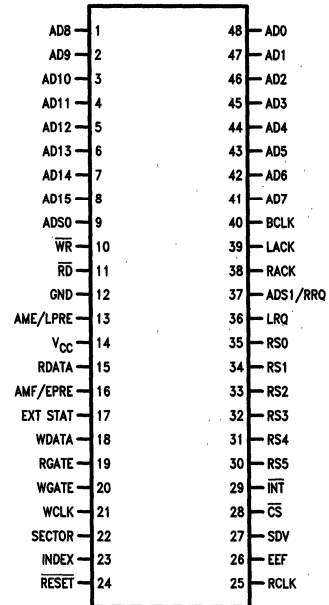 AD8 1 48 AD0
AD9 2 47 AD1
AD10 3 46 AD2
AD11 4 45 AD3
AD12 5 44 AD4
AD13 6 43 AD5
AD14 7 42 AD6
AD15 8 41 AD7
ADS0 9 40 BCLK
W̅R̅ 10 39 LACK
R̅D̅ 11 38 RACK
GND 12 37 ADS1/RRQ
AME/LPRE 13 36 LRQ
VCC 14 35 RS0
RDATA 15 34 RS1
AMF/EPRE 16 33 RS2
EXT STAT 17 32 RS3
WDATA 18 31 RS4
RGATE 19 30 RS5
WGATE 20 29 I̅N̅T̅
WCLK 21 28 C̅S̅
SECTOR 22 27 SDV
INDEX 23 26 EEF
R̅E̅S̅E̅T̅ 24 25 RCLK